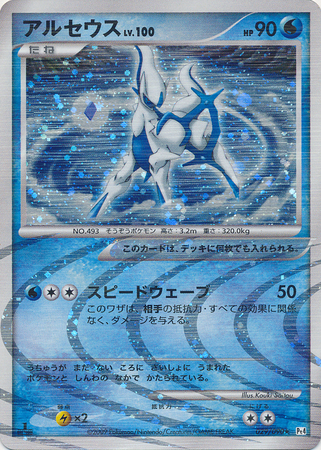 アルセウス LV.100 HP 90
たね
NO.493 そうぞうポケモン 高さ:3.2m 重さ:320.0kg
このカードは、デッキに何枚でも入れられる。
スピードウェーブ 50
このワザは、相手の抵抗力・すべての効果に関係
なく、ダメージを与える。
うちゅうが まだ ない ころに さいしょに うまれた
ポケモンと しんわの なかで かたられている。
Illus. Kouki Saitou
弱点 抵抗力
×2